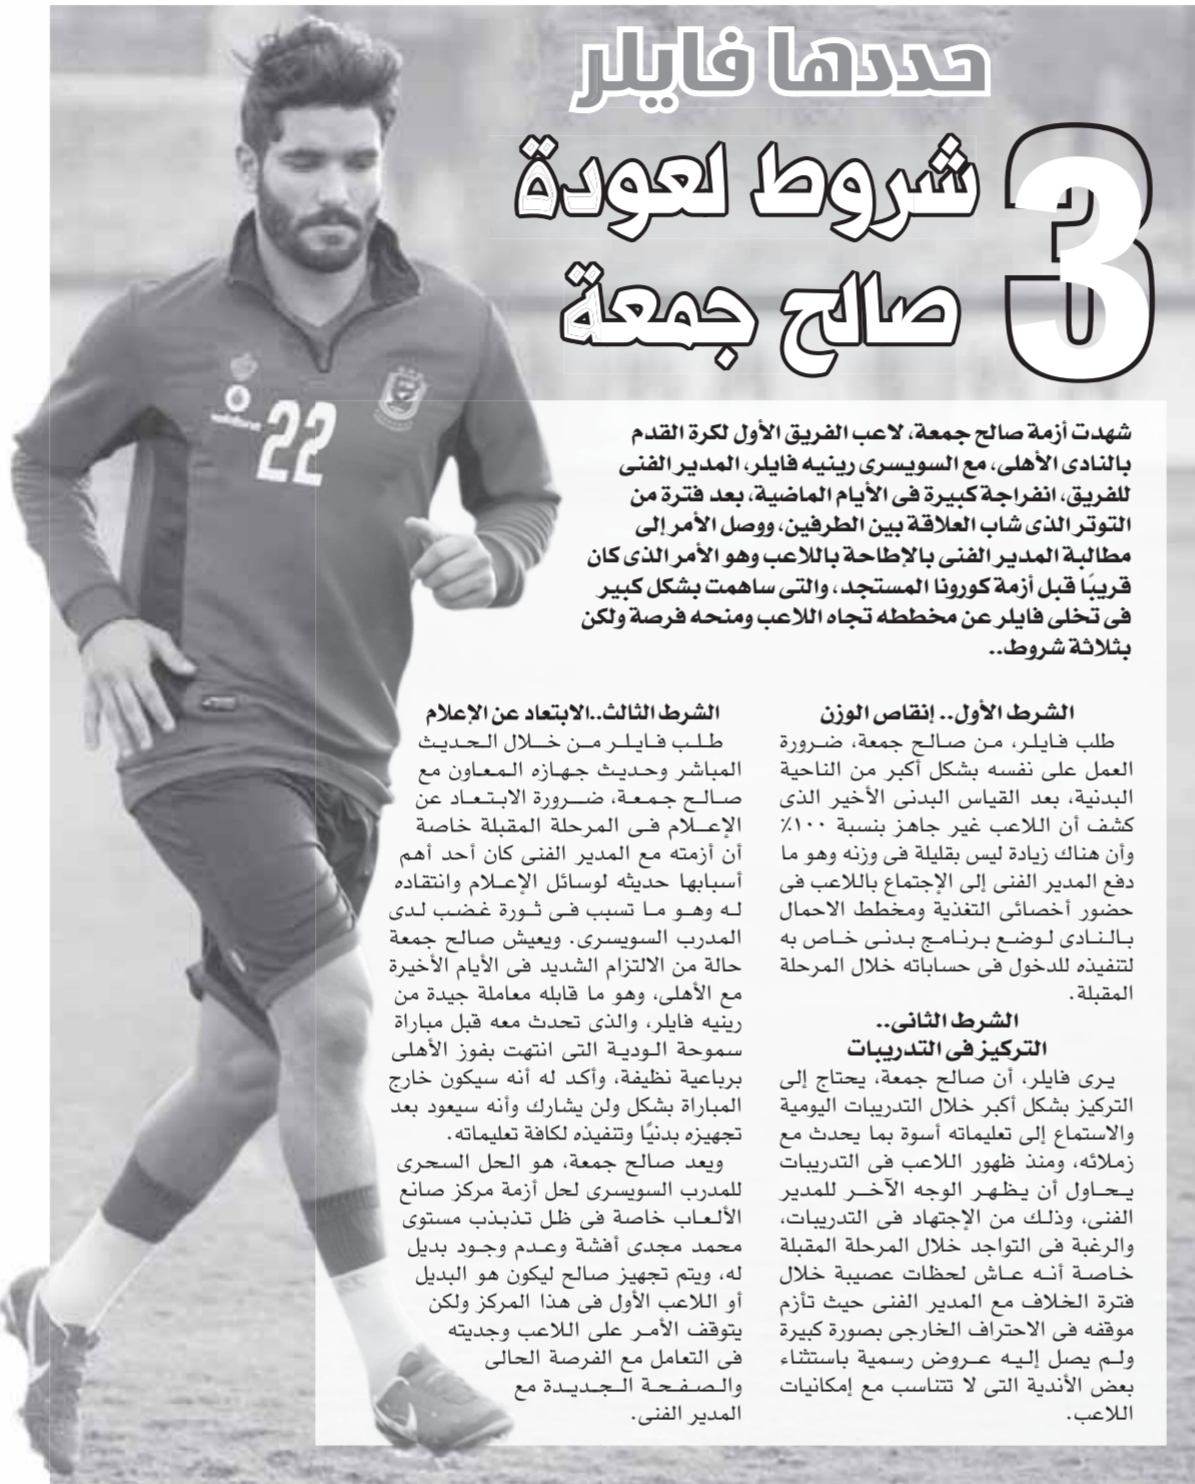 حددها فايلر
3
شروط لعودة
صالح جمعة
22
شهدت أزمة صالح جمعة، لاعب الفريق الأول لكرة القدم
بالنادى الأهلى، مع السويسرى رينيه فايلر، المدير الفنى
للفريق، انفراجة كبيرة فى الأيام الماضية، بعد فترة من
التوتر الذى شاب العلاقة بين الطرفين، ووصل الأمر إلى
مطالبة المدير الفنى بالإطاحة باللاعب وهو الأمر الذى كان
قريبًا قبل أزمة كورونا المستجد، والتى ساهمت بشكل كبير
فى تخلى فايلر عن مخططه تجاه اللاعب ومنحه فرصة ولكن
بثلاثة شروط..
الشرط الأول.. إنقاص الوزن
طلب فايلر، من صالح جمعة، ضرورة
العمل على نفسه بشكل أكبر من الناحية
البدنية، بعد القياس البدنى الأخير الذى
كشف أن اللاعب غير جاهز بنسبة ١٠٠٪
وأن هناك زيادة ليس بقليلة فى وزنه وهو ما
دفع المدير الفنى إلى الإجتماع باللاعب فى
حضور أخصائى التغذية ومخطط الاحمال
بالنادى لوضع برنامج بدنى خاص به
لتنفيذه للدخول فى حساباته خلال المرحلة
المقبلة.
الشرط الثانى..
التركيز فى التدريبات
يرى فايلر، أن صالح جمعة، يحتاج إلى
التركيز بشكل أكبر خلال التدريبات اليومية
والاستماع إلى تعليماته أسوة بما يحدث مع
زملائه، ومنذ ظهور اللاعب فى التدريبات
يحاول أن يظهر الوجه الآخر للمدير
الفنى، وذلك من الإجتهاد فى التدريبات،
والرغبة فى التواجد خلال المرحلة المقبلة
خاصة أنه عاش لحظات عصيبة خلال
فترة الخلاف مع المدير الفنى حيث تأزم
موقفه فى الاحتراف الخارجى بصورة كبيرة
ولم يصل إليه عروض رسمية باستثناء
بعض الأندية التى لا تتناسب مع إمكانيات
اللاعب.
الشرط الثالث..الابتعاد عن الإعلام
طلب فايلر من خلال الحديث
المباشر وحديث جهازه المعاون مع
صالح جمعة، ضرورة الابتعاد عن
الإعلام فى المرحلة المقبلة خاصة
أن أزمته مع المدير الفنى كان أحد أهم
أسبابها حديثه لوسائل الإعلام وانتقاده
له وهو ما تسبب فى ثورة غضب لدى
المدرب السويسرى. ويعيش صالح جمعة
حالة من الالتزام الشديد فى الأيام الأخيرة
مع الأهلى، وهو ما قابله معاملة جيدة من
رينيه فايلر، والذى تحدث معه قبل مباراة
سموحة الودية التى انتهت بفوز الأهلى
برباعية نظيفة، وأكد له أنه سيكون خارج
المباراة بشكل ولن يشارك وأنه سيعود بعد
تجهيزه بدنيًا وتنفيذه لكافة تعليماته.
ويعد صالح جمعة، هو الحل السحرى
للمدرب السويسرى لحل أزمة مركز صانع
الألعاب خاصة فى ظل تذبذب مستوى
محمد مجدى أفشة وعدم وجود بديل
له، ويتم تجهيز صالح ليكون هو البديل
أو اللاعب الأول فى هذا المركز ولكن
يتوقف الأمر على اللاعب وجديته
فى التعامل مع الفرصة الحالى
والصفحة الجديدة مع
المدير الفنى.